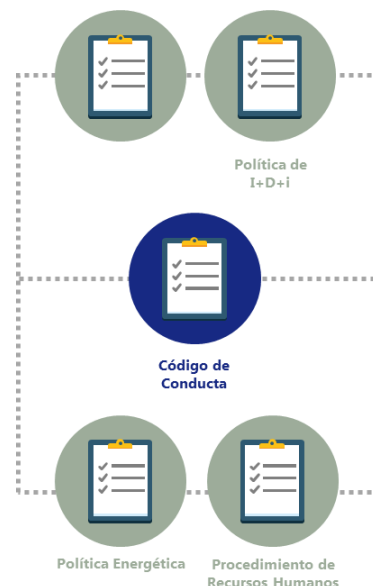 Política de
I+D+i
Código de
Conducta
Política Energética
Procedimiento de
Recursos Humanos